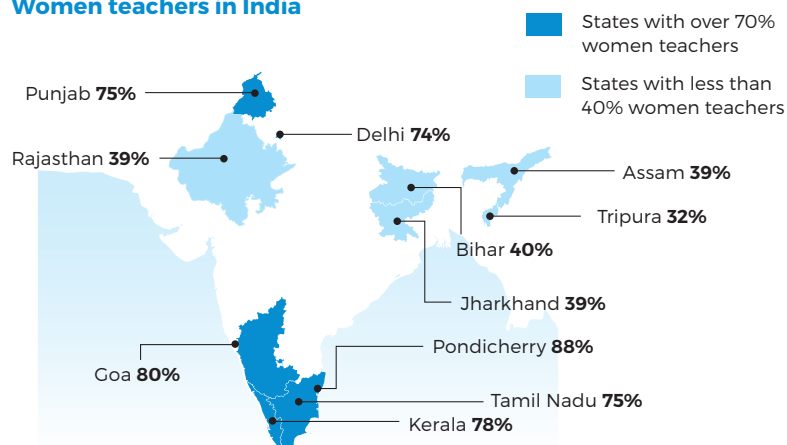 Women teachers in India
States with over 70%
women teachers
States with less than
40% women teachers
Punjab 75%
Delhi 74%
Rajasthan 39%
Assam 39%
Tripura 32%
Bihar 40%
Jharkhand 39%
Pondicherry 88%
Goa 80%
Tamil Nadu 75%
Kerala 78%